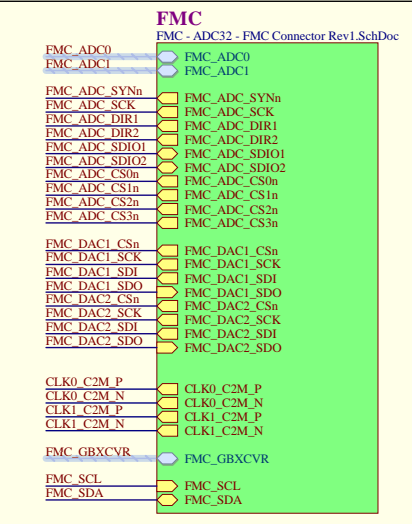 FMC
FMC - ADC32 - FMC Connector Rev1.SchDoc
FMC_ADC0 FMC_ADC0
FMC_ADC1 FMC_ADC1
FMC_ADC_SYNn FMC_ADC_SYNn
FMC_ADC_SCK FMC_ADC_SCK
FMC_ADC_DIR1 FMC_ADC_DIR1
FMC_ADC_DIR2 FMC_ADC_DIR2
FMC_ADC_SDIO1 FMC_ADC_SDIO1
FMC_ADC_SDIO2 FMC_ADC_SDIO2
FMC_ADC_CS0n FMC_ADC_CS0n
FMC_ADC_CS1n FMC_ADC_CS1n
FMC_ADC_CS2n FMC_ADC_CS2n
FMC_ADC_CS3n FMC_ADC_CS3n
FMC_DAC1_CSn FMC_DAC1_CSn
FMC_DAC1_SCK FMC_DAC1_SCK
FMC_DAC1_SDI FMC_DAC1_SDI
FMC_DAC1_SDO FMC_DAC1_SDO
FMC_DAC2_CSn FMC_DAC2_CSn
FMC_DAC2_SCK FMC_DAC2_SCK
FMC_DAC2_SDI FMC_DAC2_SDI
FMC_DAC2_SDO FMC_DAC2_SDO
CLK0_C2M_P CLK0_C2M_P
CLK0_C2M_N CLK0_C2M_N
CLK1_C2M_P CLK1_C2M_P
CLK1_C2M_N CLK1_C2M_N
FMC_GBXCVR FMC_GBXCVR
FMC_SCL FMC_SCL
FMC_SDA FMC_SDA